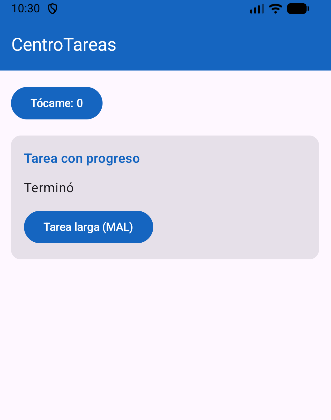 10:30
CentroTareas
Tócame: 0
Tarea con progreso
Terminó
Tarea larga (MAL)